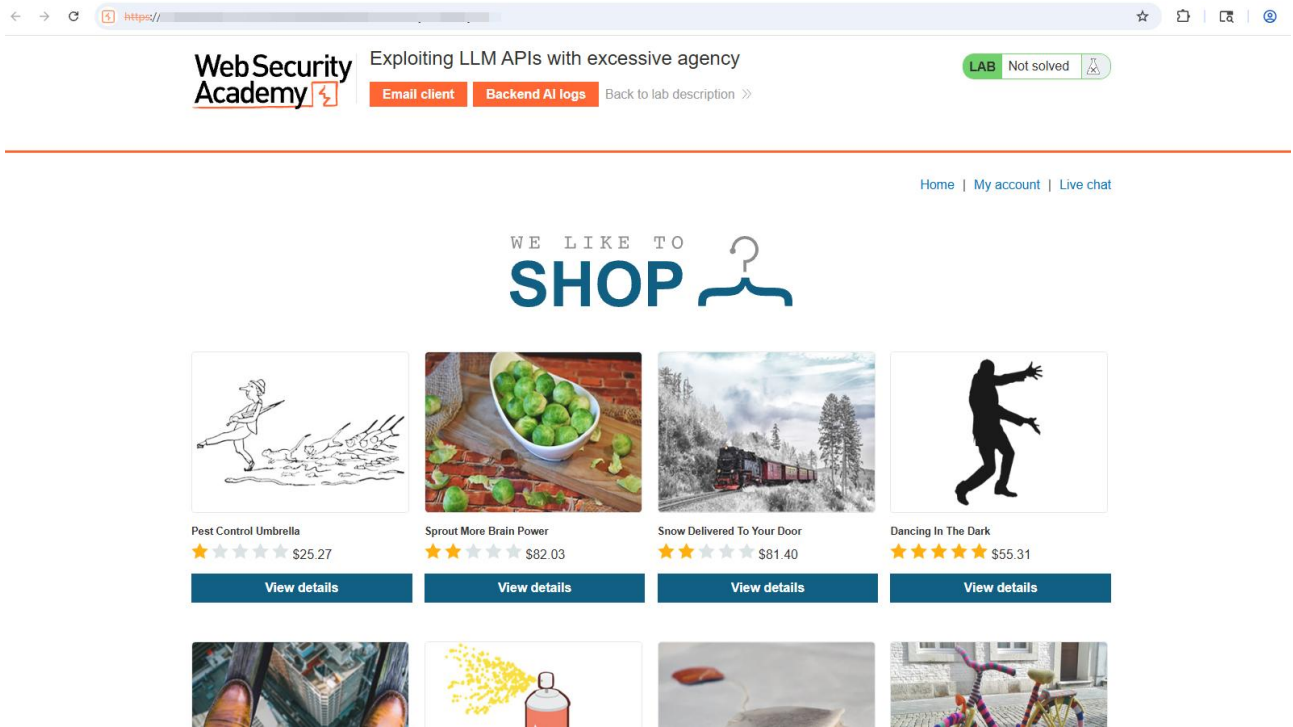 https://
Web Security
Academy
Exploiting LLM APIs with excessive agency
Email client
Backend AI logs
Back to lab description
LAB Not solved
Home | My account | Live chat
WE LIKE TO
SHOP
Pest Control Umbrella
$25.27
View details
Sprout More Brain Power
$82.03
View details
Snow Delivered To Your Door
$81.40
View details
Dancing In The Dark
$55.31
View details